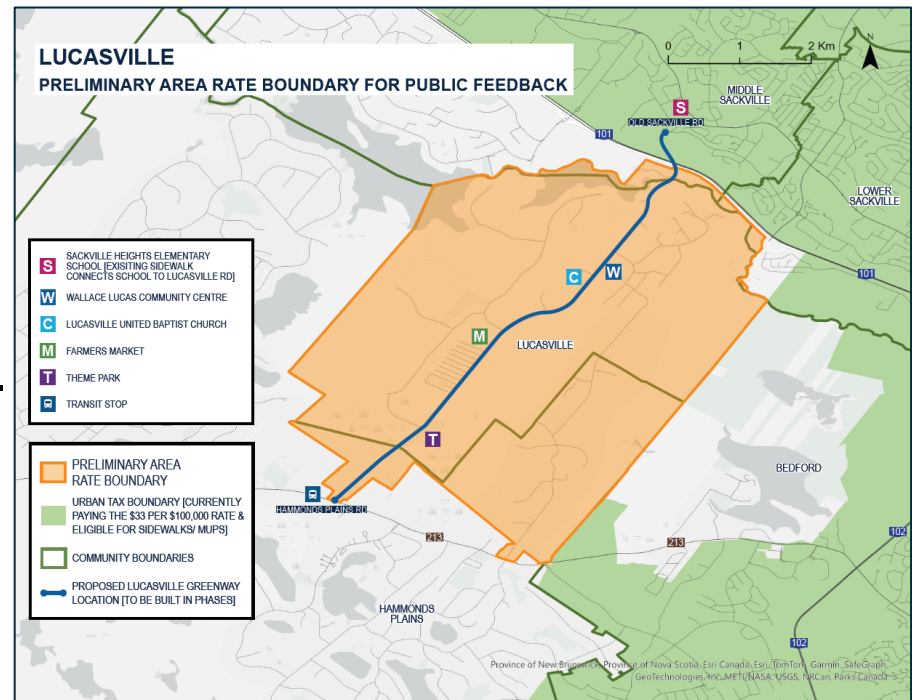 LUCASVILLE
PRELIMINARY AREA RATE BOUNDARY FOR PUBLIC FEEDBACK
0 1 2 Km
N
MIDDLE
SACKVILLE
S
OLD SACKVILLE RD
101
LOWER
SACKVILLE
101
S SACKVILLE HEIGHTS ELEMENTARY
SCHOOL [EXISITING SIDEWALK
CONNECTS SCHOOL TO LUCASVILLE RD]
W WALLACE LUCAS COMMUNITY CENTRE
C LUCASVILLE UNITED BAPTIST CHURCH
M FARMERS MARKET
T THEME PARK
TRANSIT STOP
C
W
M
LUCASVILLE
T
BEDFORD
PRELIMINARY AREA
RATE BOUNDARY
URBAN TAX BOUNDARY [CURRENTLY
PAYING THE $33 PER $100,000 RATE &
ELIGIBLE FOR SIDEWALKS/ MUPS]
COMMUNITY BOUNDARIES
PROPOSED LUCASVILLE GREENWAY
LOCATION [TO BE BUILT IN PHASES]
HAMMONDS PLAINS RD
213
213
102
HAMMONDS
PLAINS
102
Province of New Brunswick, Province of Nova Scotia, Esri Canada, Esri, TomTom, Garmin, SafeGraph,
GeoTechnologies, Inc, METI/NASA, USGS, NRCan, Parks Canada